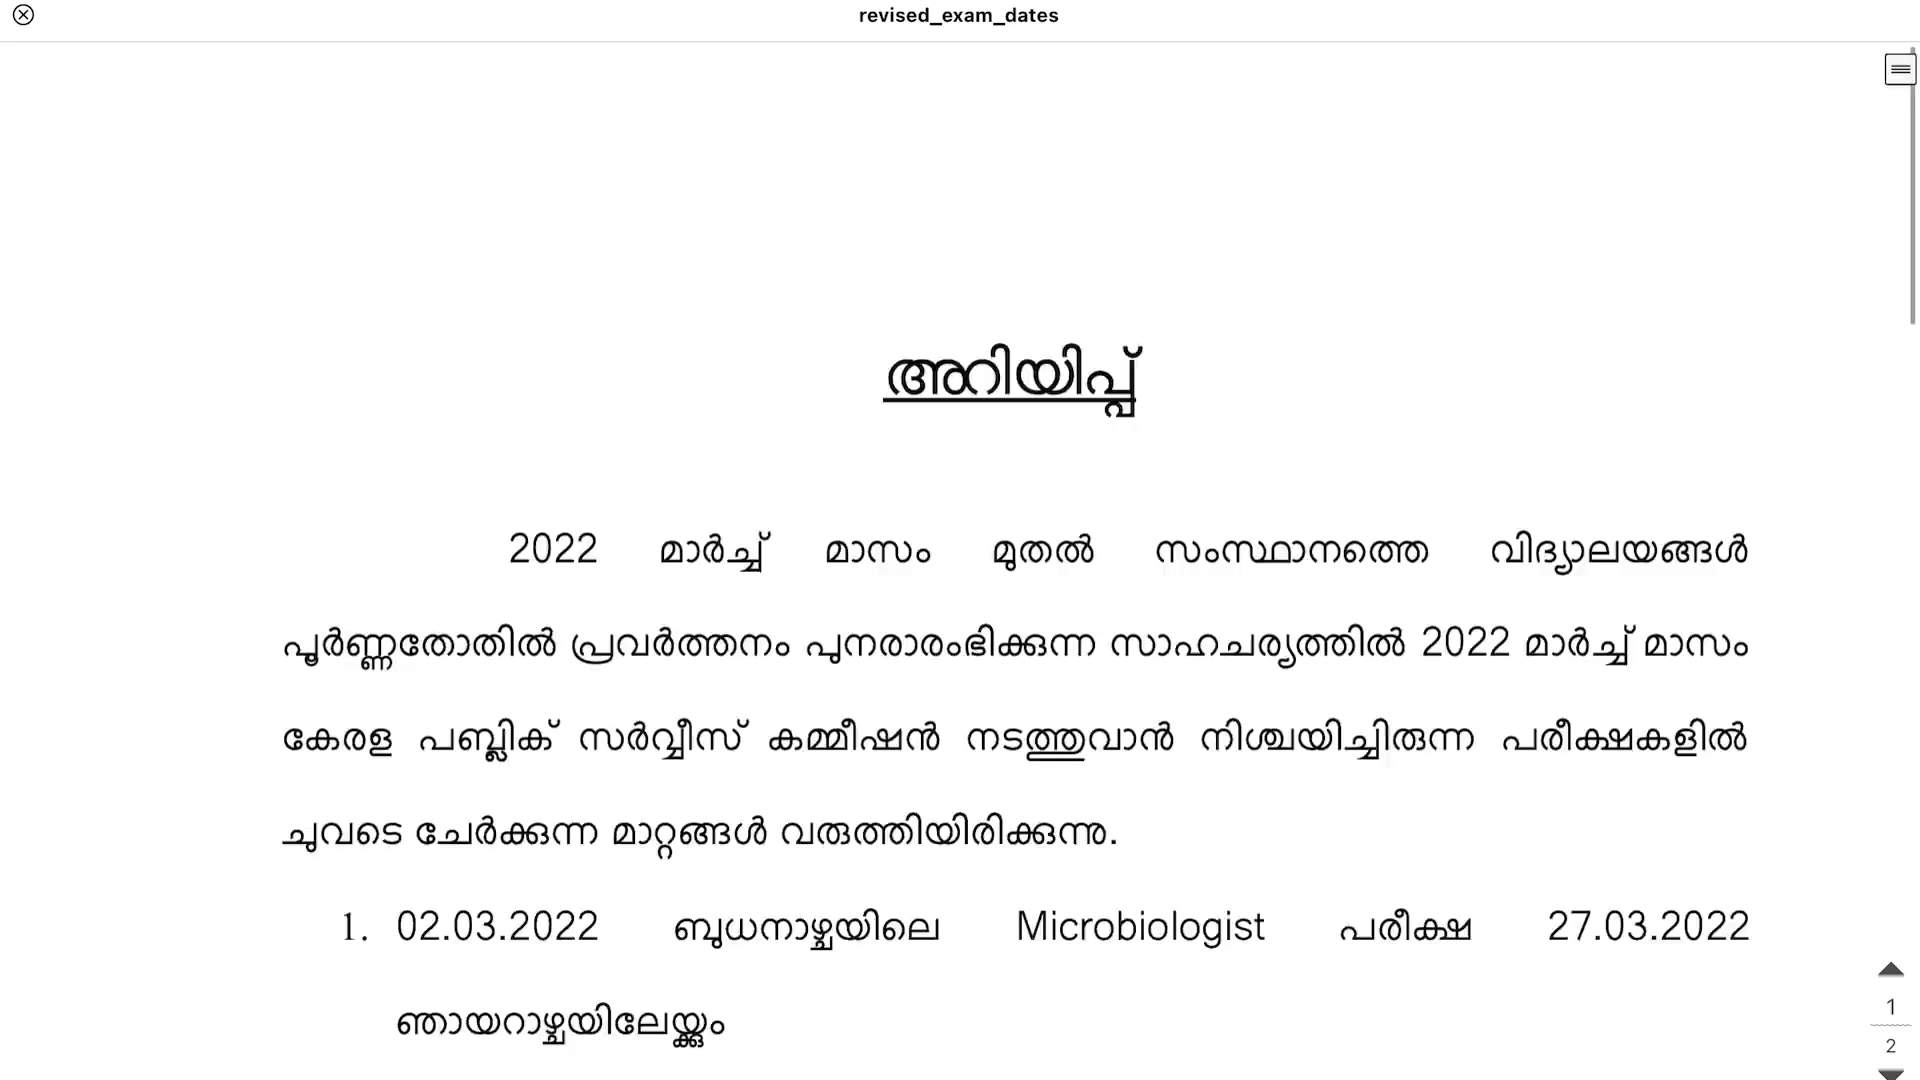 revised_exam_dates
അറിയിപ്പ്
2022 മാർച്ച് മാസം മുതൽ സംസ്ഥാനത്തെ വിദ്യാലയങ്ങൾ
പൂർണ്ണതോതിൽ പ്രവർത്തനം പുനരാരംഭിക്കുന്ന സാഹചര്യത്തിൽ 2022 മാർച്ച് മാസം
കേരള പബ്ലിക് സർവ്വീസ് കമ്മീഷൻ നടത്തുവാൻ നിശ്ചയിച്ചിരുന്ന പരീക്ഷകളിൽ
ചുവടെ ചേർക്കുന്ന മാറ്റങ്ങൾ വരുത്തിയിരിക്കുന്നു.
1. 02.03.2022 ബുധനാഴ്ചയിലെ Microbiologist പരീക്ഷ 27.03.2022
ഞായറാഴ്ചയിലേയ്ക്കും
1
2